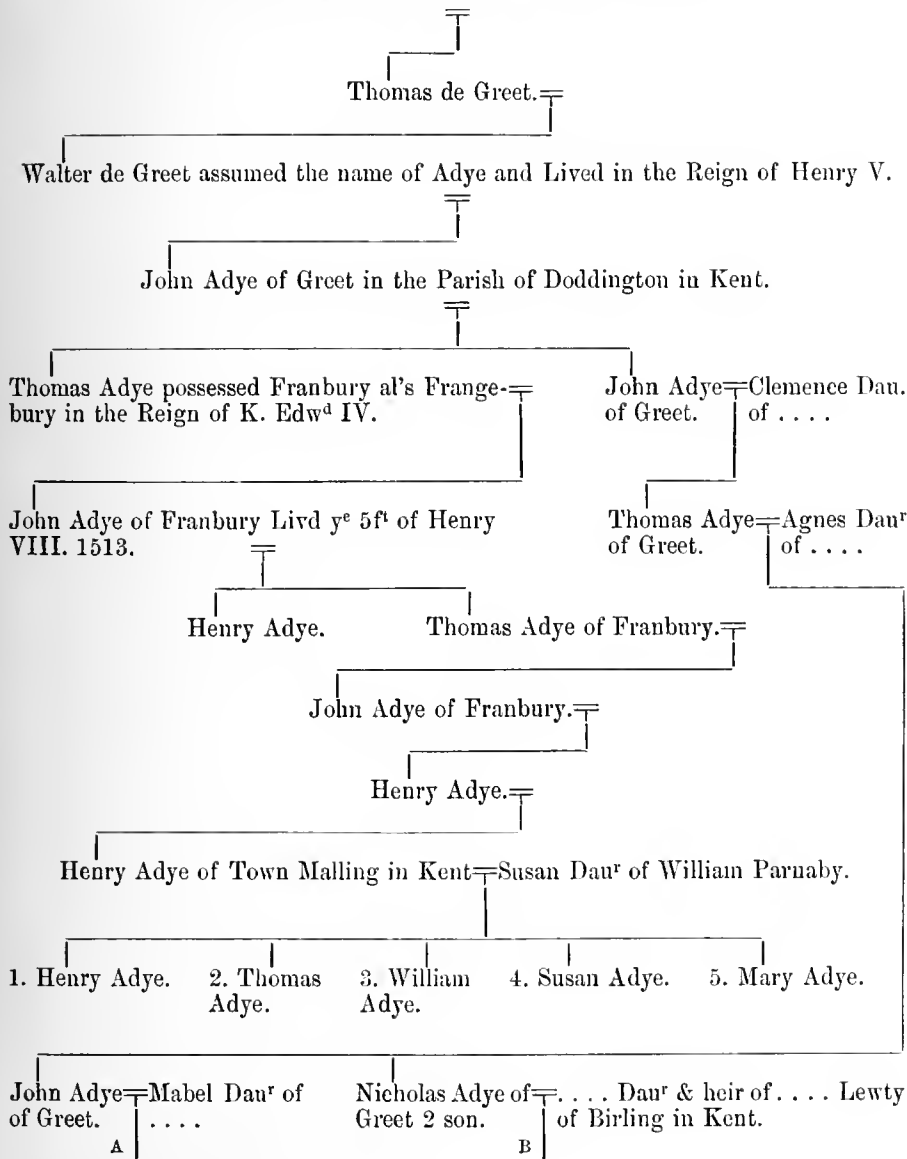 Thomas de Greet.
Walter de Greet assumed the name of Adye and Lived in the Reign of Henry V.
John Adye of Greet in the Parish of Doddington in Kent.
Thomas Adye possessed Franbury al's Frange-
bury in the Reign of K. Edwᵈ IV.
John Adye
of Greet.
Clemence Dau.
of . . . .
John Adye of Franbury Livd yᵉ 5fᵗ of Henry
VIII. 1513.
Thomas Adye
of Greet.
Agnes Dauʳ
of . . . .
Henry Adye.
Thomas Adye of Franbury.
John Adye of Franbury.
Henry Adye.
Henry Adye of Town Malling in Kent
Susan Dauʳ of William Parnaby.
1. Henry Adye.
2. Thomas
Adye.
3. William
Adye.
4. Susan Adye.
5. Mary Adye.
John Adye
of Greet.
Mabel Dauʳ of
. . . .
A
Nicholas Adye of
Greet 2 son.
. . . . Dauʳ & heir of . . . . Lewty
of Birling in Kent.
B